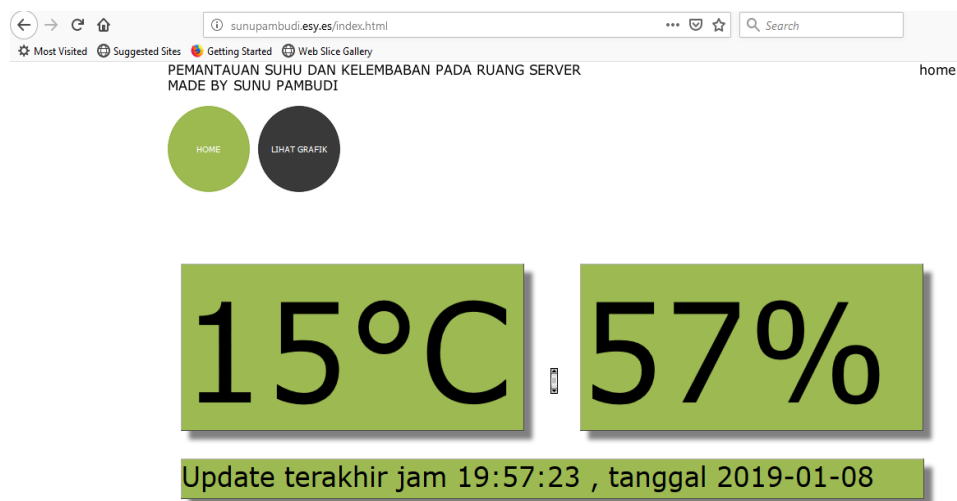 sunupambudi.esy.es/index.html
Search
Most Visited Suggested Sites Getting Started Web Slice Gallery
PEMANTAUAN SUHU DAN KELEMBABAN PADA RUANG SERVER
home
MADE BY SUNU PAMBUDI
HOME
LIHAT GRAFIK
15°C
57%
Update terakhir jam 19:57:23 , tanggal 2019-01-08